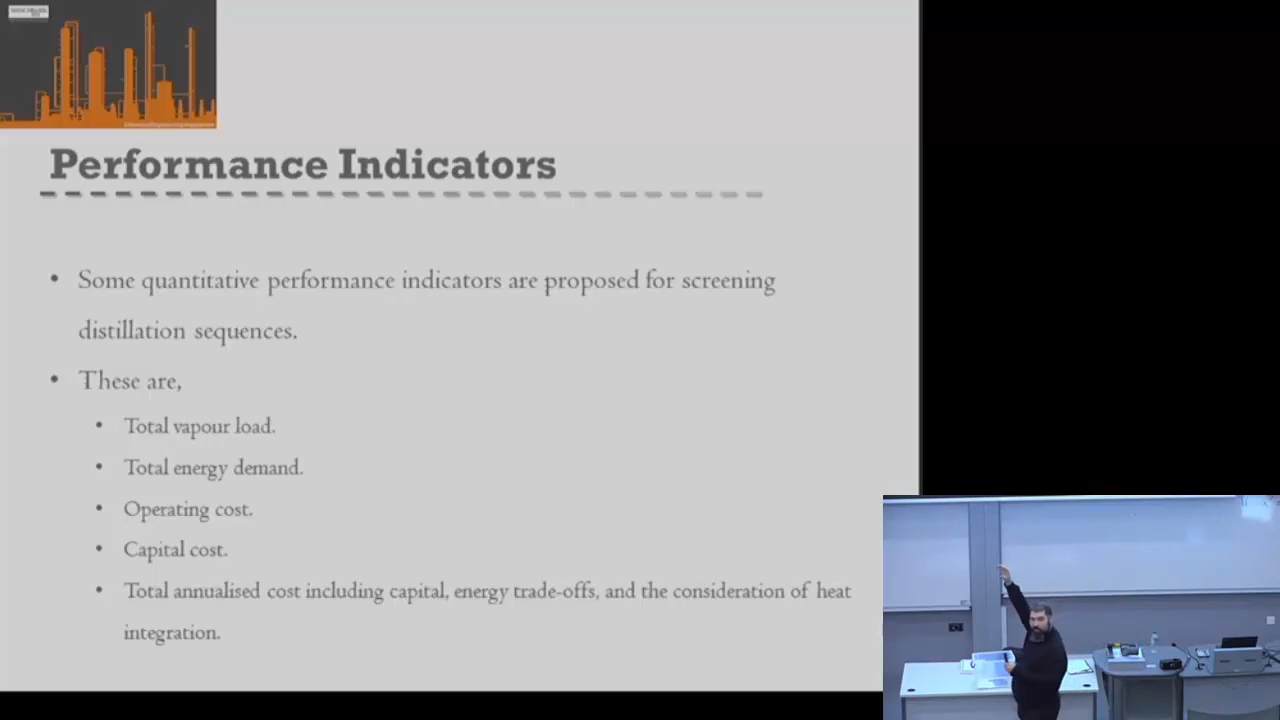 Performance Indicators
• Some quantitative performance indicators are proposed for screening
distillation sequences.
• These are,
• Total vapour load.
• Total energy demand.
• Operating cost.
• Capital cost.
• Total annualised cost including capital, energy trade-offs, and the consideration of heat
integration.